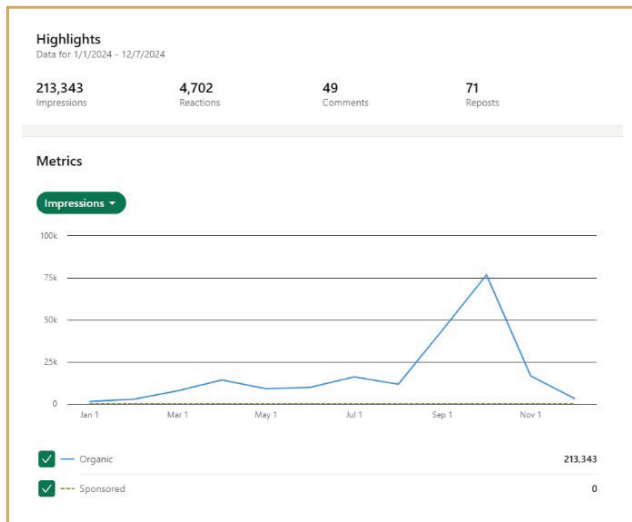 Highlights
Data for 1/1/2024 - 12/7/2024
213,343 4,702 49 71
Impressions Reactions Comments Reposts
Metrics
Impressions
100k
75k
50k
25k
0
Jan 1 Mar 1 May 1 Jul 1 Sep 1 Nov 1
Organic 213,343
Sponsored 0